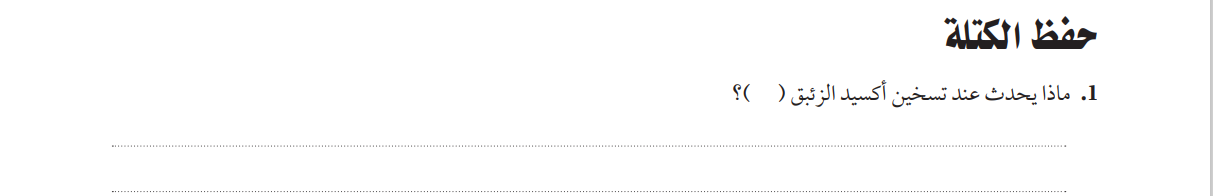 حفظ الكتلة
1. ماذا يحدث عند تسخين أكسيد الزئبق (    )؟